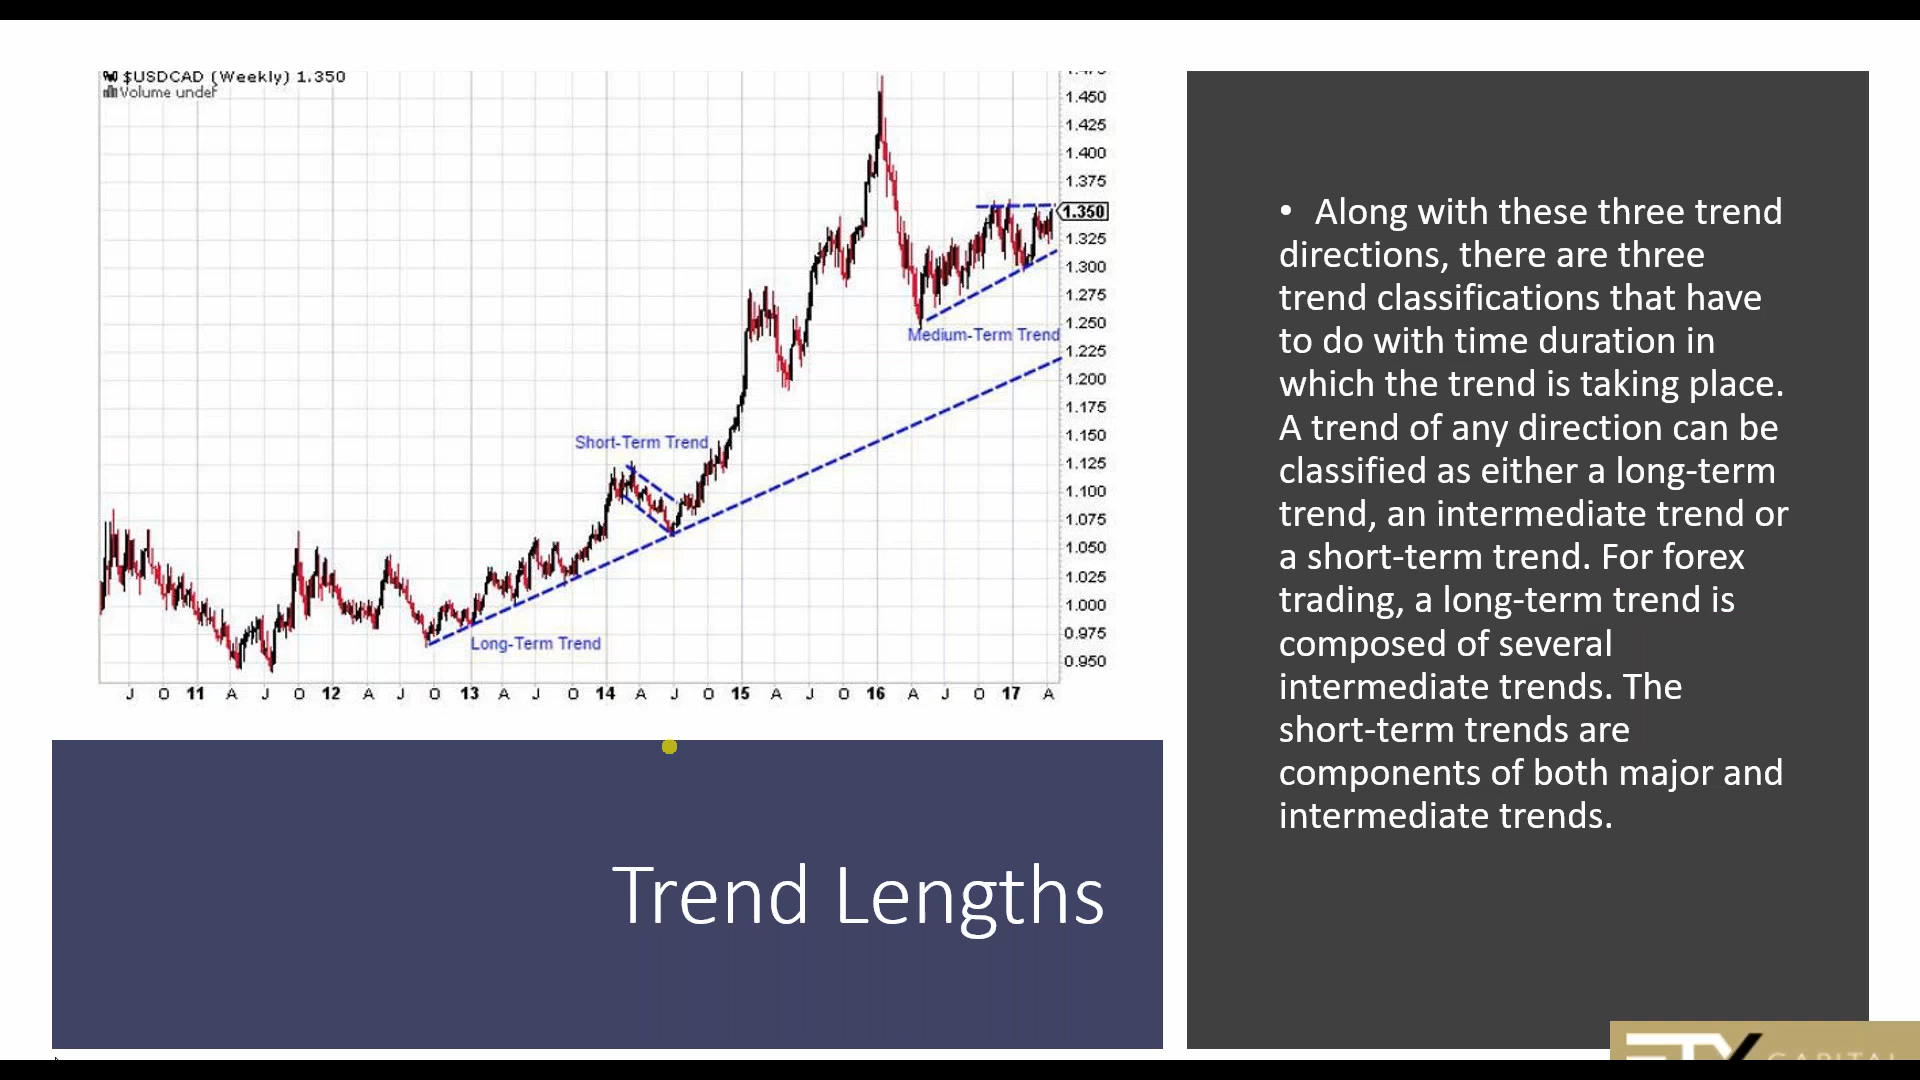 $USDCAD (Weekly) 1.350
Volume undef
1.450
1.425
1.400
1.375
1.350
1.325
1.300
1.275
1.250
1.225
1.200
1.175
1.150
1.125
1.100
1.075
1.050
1.025
1.000
0.975
0.950
Medium-Term Trend
Short-Term Trend
Long-Term Trend
J O 11 A J O 12 A J O 13 A J O 14 A J O 15 A J O 16 A J O 17 A
Trend Lengths
• Along with these three trend
directions, there are three
trend classifications that have
to do with time duration in
which the trend is taking place.
A trend of any direction can be
classified as either a long-term
trend, an intermediate trend or
a short-term trend. For forex
trading, a long-term trend is
composed of several
intermediate trends. The
short-term trends are
components of both major and
intermediate trends.